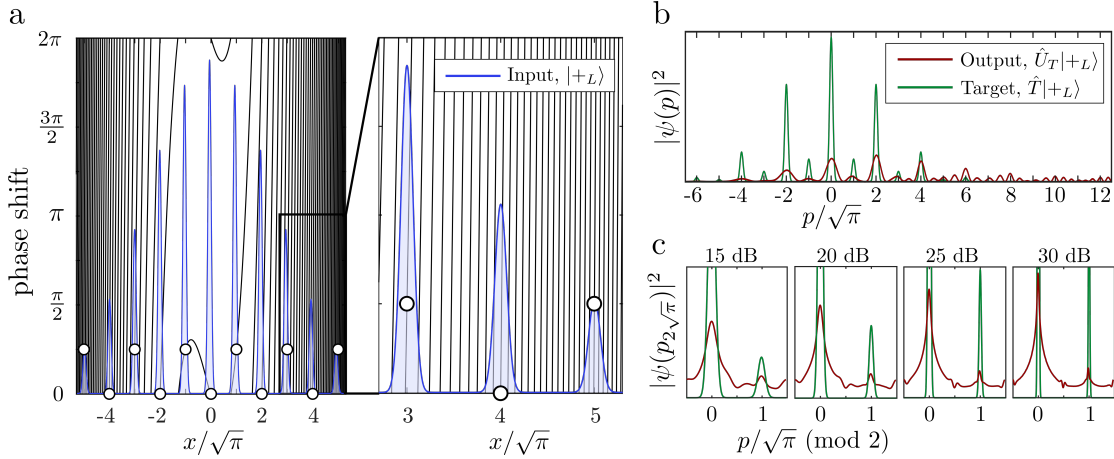 a
phase shift
2π
3π/2
π
π/2
0
-4
-2
0
2
4
x/√π
Input, |+_L⟩
3
4
5
x/√π
b
|ψ(p)|²
Output, Û_T|+_L⟩
Target, T̂|+_L⟩
-6
-4
-2
0
2
4
6
8
10
12
p/√π
c
|ψ(p_{2√π})|²
15 dB
20 dB
25 dB
30 dB
0
1
0
1
0
1
0
1
p/√π (mod 2)